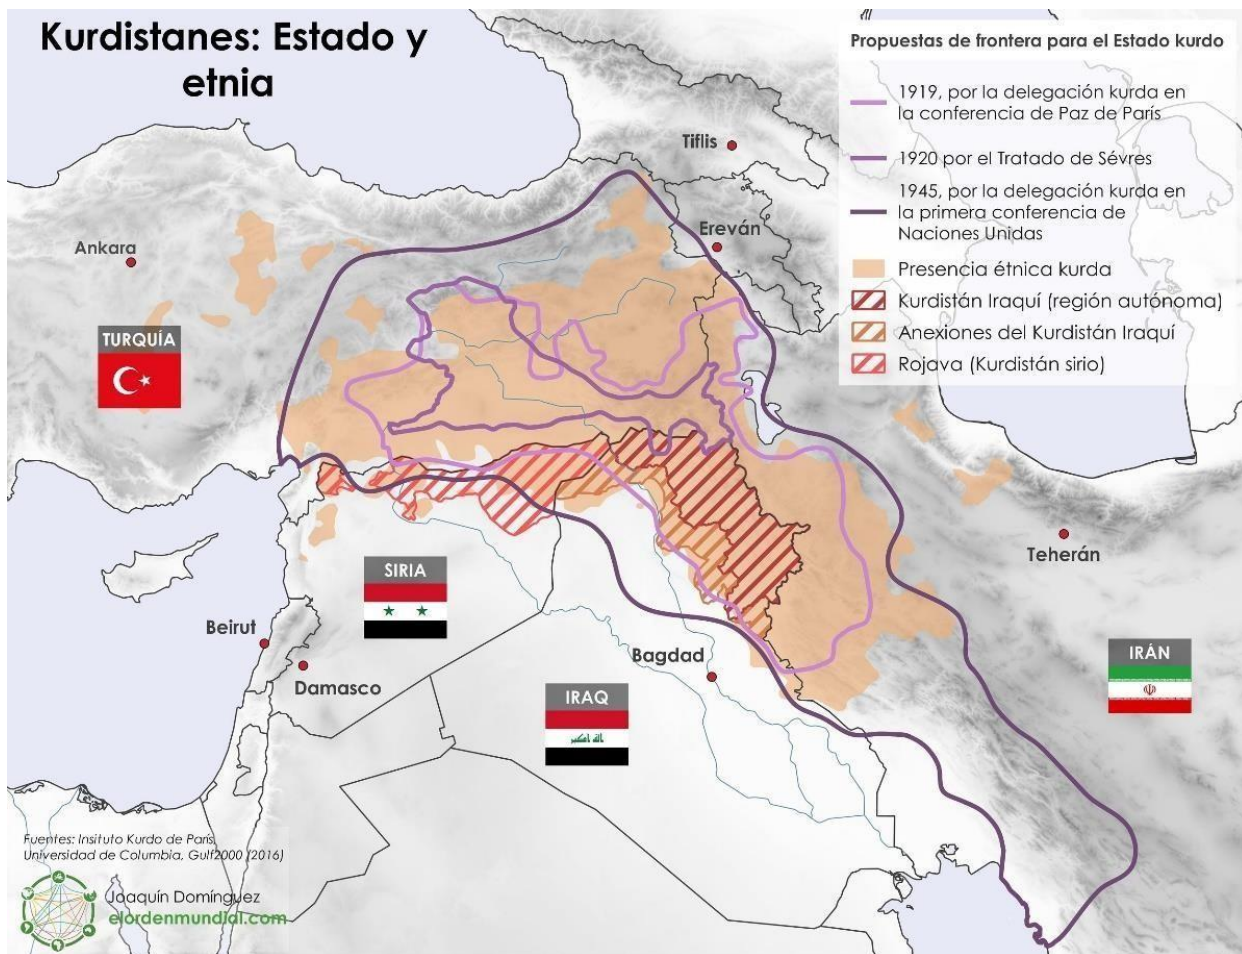 Kurdistanes: Estado y
etnia
Propuestas de frontera para el Estado kurdo
1919, por la delegación kurda en
la conferencia de Paz de París
1920 por el Tratado de Sévres
1945, por la delegación kurda en
la primera conferencia de
Naciones Unidas
Presencia étnica kurda
Kurdistán Iraquí (región autónoma)
Anexiones del Kurdistán Iraquí
Rojava (Kurdistán sirio)
Tiflis
Ereván
Ankara
TURQUÍA
Teherán
SIRIA
Beirut
Damasco
Bagdad
IRÁN
IRAQ
الله اكبر
Fuentes: Insituto Kurdo de París,
Universidad de Columbia, Gulf2000 (2016)
Joaquín Domínguez
elordenmundial.com